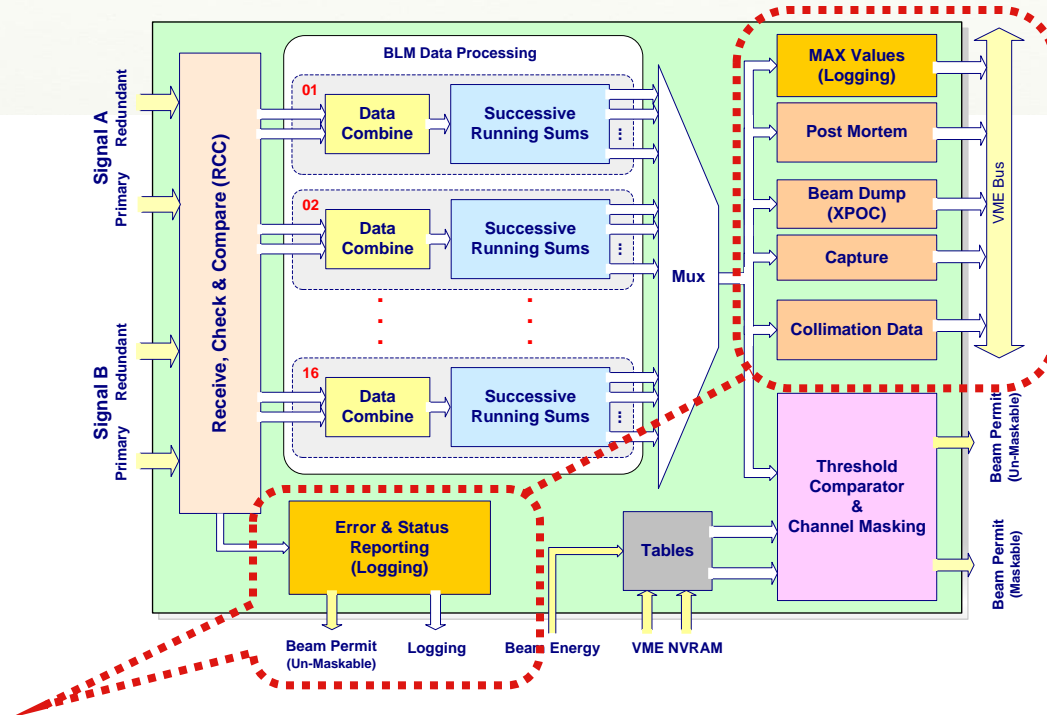 BLM Data Processing
Signal A
Redundant
Primary
Signal B
Redundant
Primary
Receive, Check & Compare (RCC)
01
Data
Combine
Successive
Running Sums
...
02
Data
Combine
Successive
Running Sums
...
16
Data
Combine
Successive
Running Sums
...
Mux
MAX Values
(Logging)
Post Mortem
Beam Dump
(XPOC)
Capture
Collimation Data
VME Bus
Threshold
Comparator
&
Channel Masking
Beam Permit
(Un-Maskable)
Beam Permit
(Maskable)
Error & Status
Reporting
(Logging)
Tables
Beam Permit
(Un-Maskable)
Logging
Beam Energy
VME NVRAM